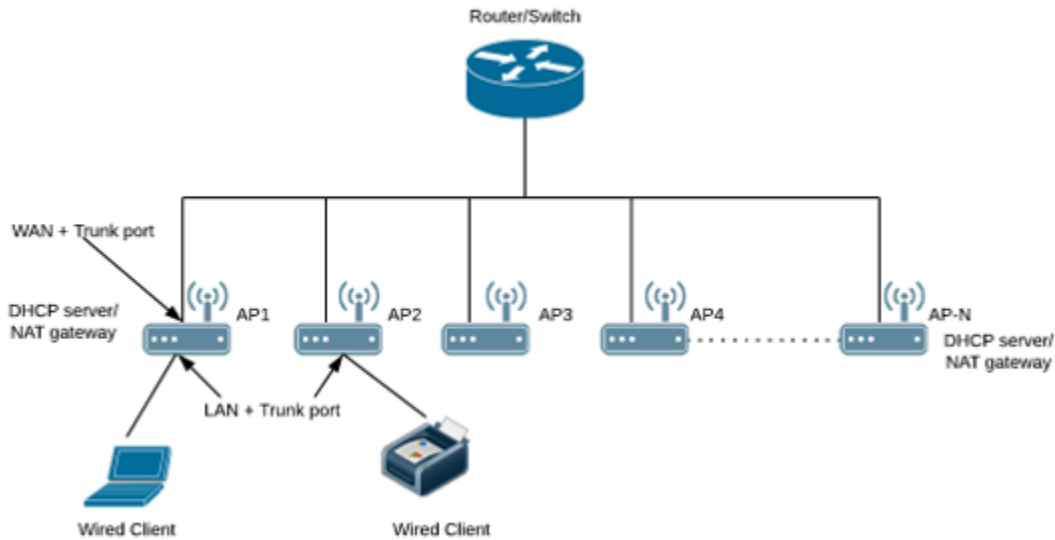 Router/Switch
WAN + Trunk port
DHCP server/
NAT gateway
AP1
AP2
AP3
AP4
AP-N
DHCP server/
NAT gateway
LAN + Trunk port
Wired Client
Wired Client